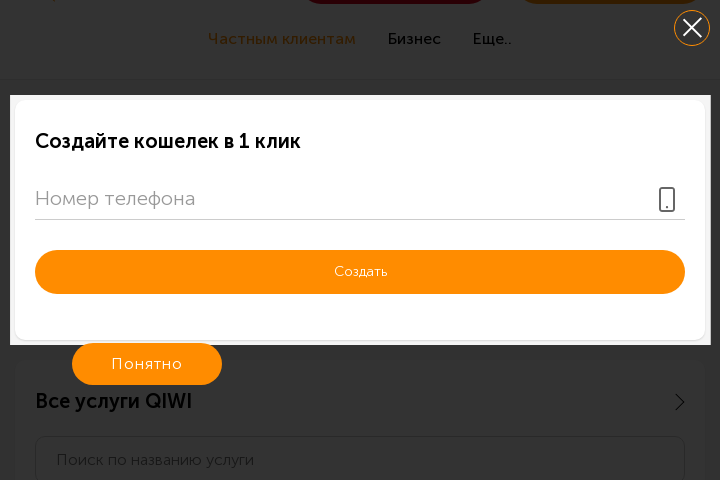 Частным клиентам Бизнес Еще..
Создайте кошелек в 1 клик
Номер телефона
Создать
Понятно
Все услуги QIWI
Поиск по названию услуги